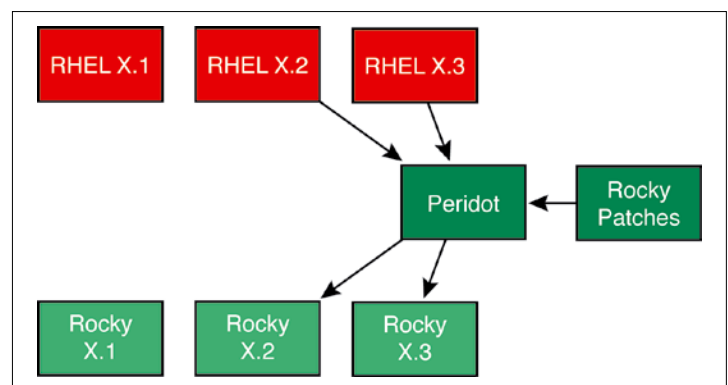 RHEL X.1
RHEL X.2
RHEL X.3
Peridot
Rocky
Patches
Rocky
X.1
Rocky
X.2
Rocky
X.3